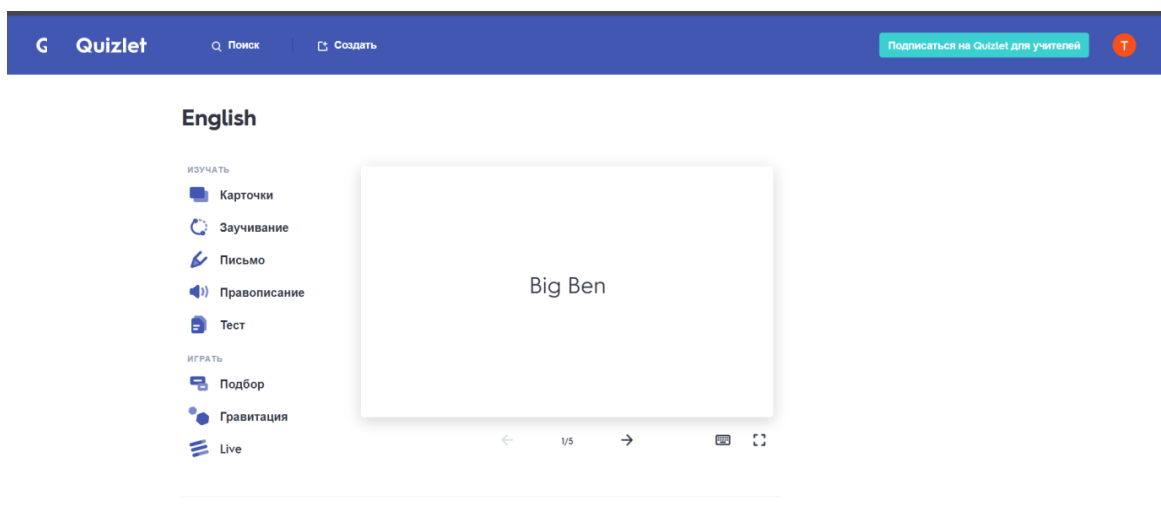 Q Quizlet Поиск Создать Подписаться на Quizlet для учителей T
English
ИЗУЧАТЬ
Карточки
Заучивание
Письмо
Правописание
Тест
ИГРАТЬ
Подбор
Гравитация
Live
Big Ben
1/5